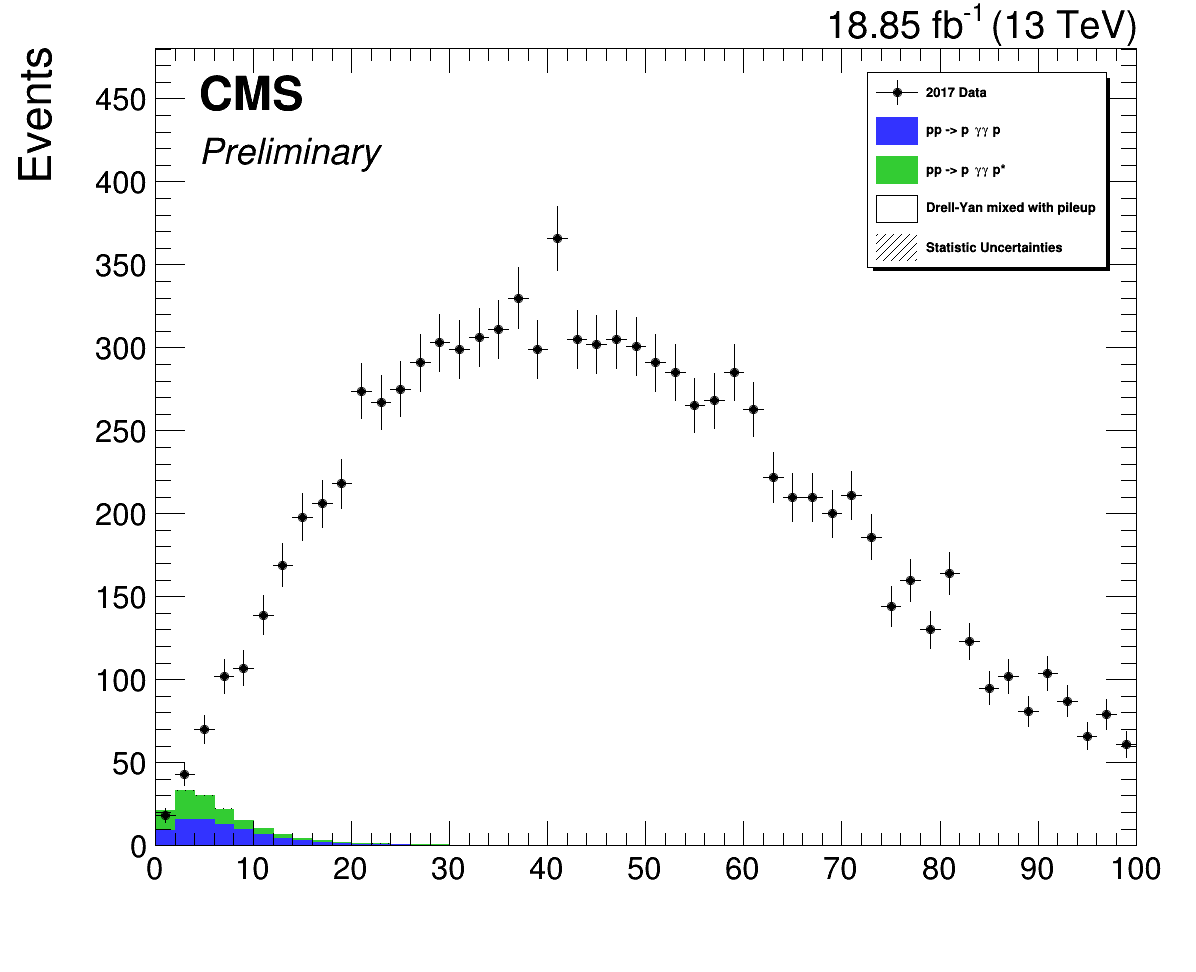 18.85 fb⁻¹ (13 TeV)
Events
CMS
Preliminary
2017 Data
pp -> p γγ p
pp -> p γγ p*
Drell-Yan mixed with pileup
Statistic Uncertainties
450
400
350
300
250
200
150
100
50
0
0 10 20 30 40 50 60 70 80 90 100